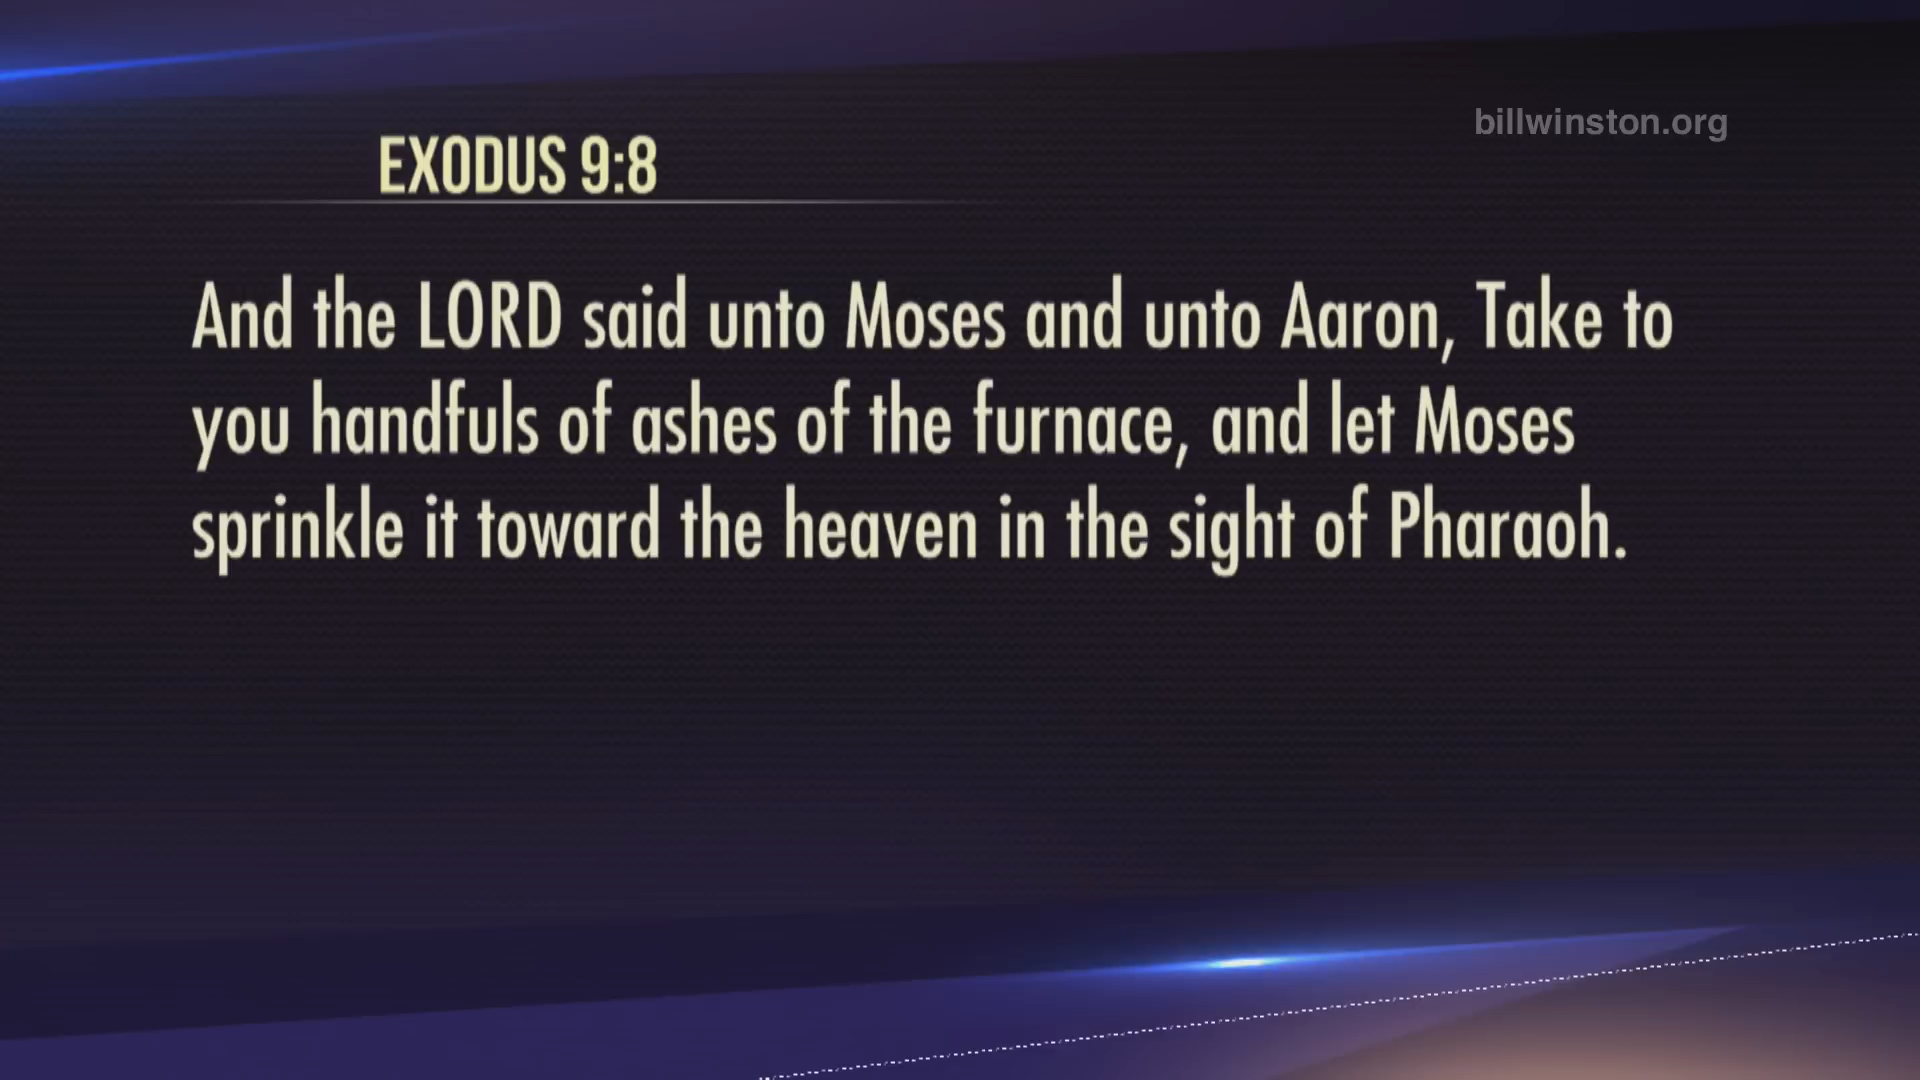 billwinston.org
EXODUS 9:8
And the LORD said unto Moses and unto Aaron, Take to
you handfuls of ashes of the furnace, and let Moses
sprinkle it toward the heaven in the sight of Pharaoh.